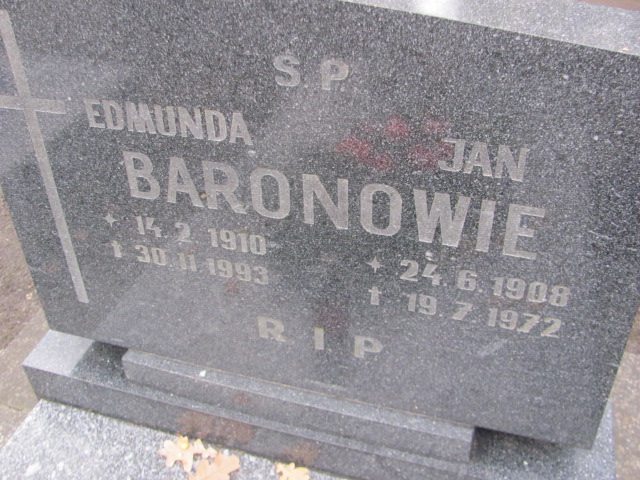 S P
EDMUNDA JAN
BARONOWIE
* 14. 2. 1910 * 24. 6. 1908
† 30. 11 1993 † 19. 7. 1972
R I P